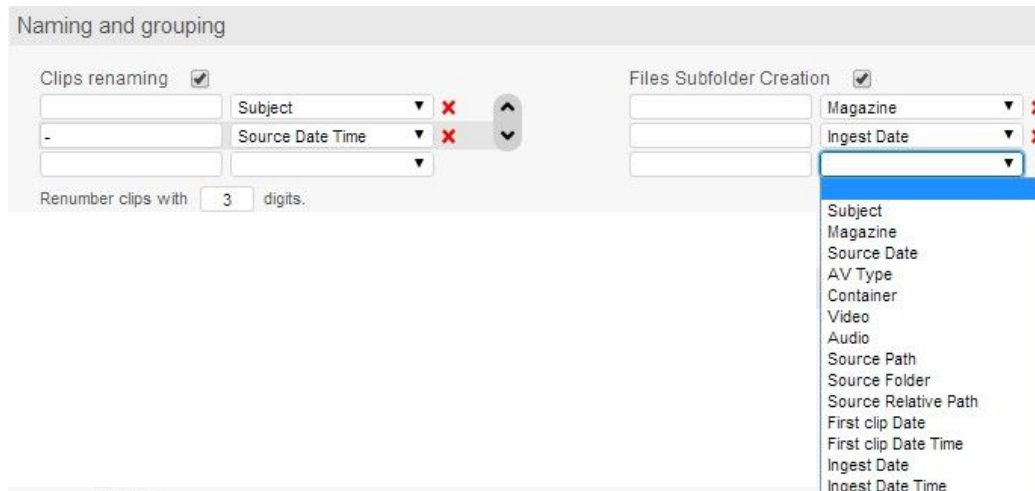 Naming and grouping
Clips renaming
Subject
- Source Date Time
Renumber clips with 3 digits.
Files Subfolder Creation
Magazine
Ingest Date
Subject
Magazine
Source Date
AV Type
Container
Video
Audio
Source Path
Source Folder
Source Relative Path
First clip Date
First clip Date Time
Ingest Date
Ingest Date Time